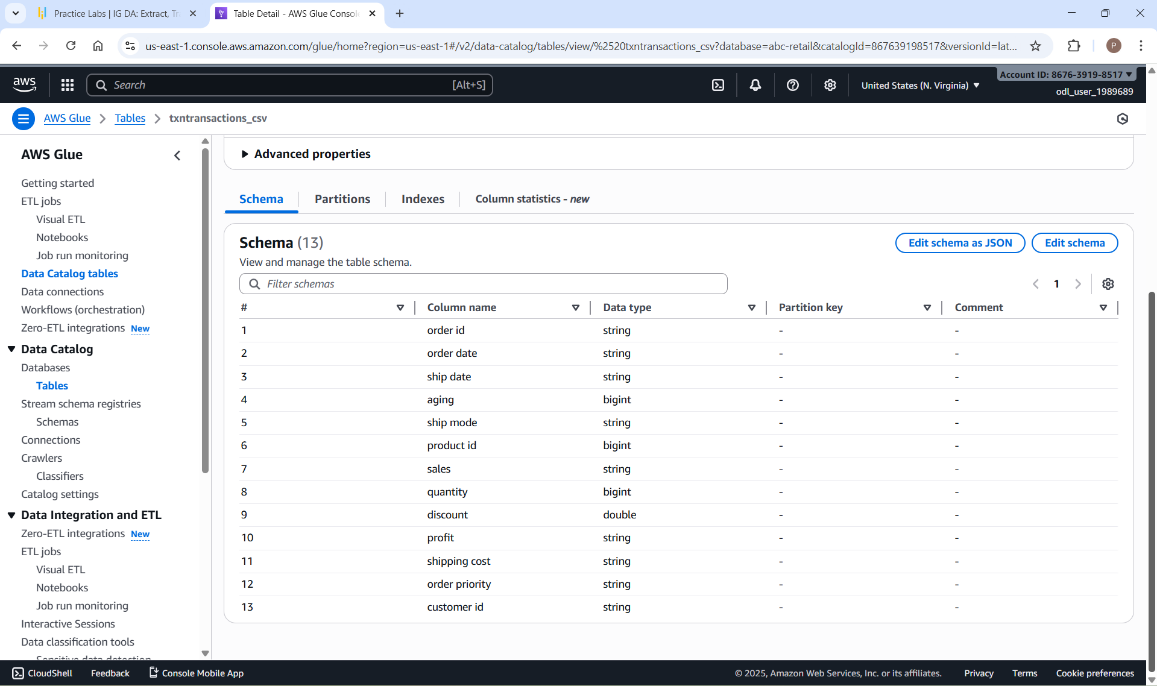 Practice Labs | IG DA: Extract, Tr
Table Detail - AWS Glue Consol
us-east-1.console.aws.amazon.com/glue/home?region=us-east-1#/v2/data-catalog/tables/view/%2520txntransactions_csv?database=abc-retail&catalogId=867639198517&versionId=lat...
P
aws
Search
[Alt+S]
United States (N. Virginia)
Account ID: 8676-3919-8517
odl_user_1989689
AWS Glue > Tables > txntransactions_csv
AWS Glue
Getting started
ETL jobs
Visual ETL
Notebooks
Job run monitoring
Data Catalog tables
Data connections
Workflows (orchestration)
Zero-ETL integrations New
Data Catalog
Databases
Tables
Stream schema registries
Schemas
Connections
Crawlers
Classifiers
Catalog settings
Data Integration and ETL
Zero-ETL integrations New
ETL jobs
Visual ETL
Notebooks
Job run monitoring
Interactive Sessions
Data classification tools
Sensitive data detection
Advanced properties
Schema Partitions Indexes Column statistics - new
Schema (13)
Edit schema as JSON
Edit schema
View and manage the table schema.
Filter schemas
1
# Column name Data type Partition key Comment
1 order id string - -
2 order date string - -
3 ship date string - -
4 aging bigint - -
5 ship mode string - -
6 product id bigint - -
7 sales string - -
8 quantity bigint - -
9 discount double - -
10 profit string - -
11 shipping cost string - -
12 order priority string - -
13 customer id string - -
CloudShell Feedback Console Mobile App
© 2025, Amazon Web Services, Inc. or its affiliates. Privacy Terms Cookie preferences